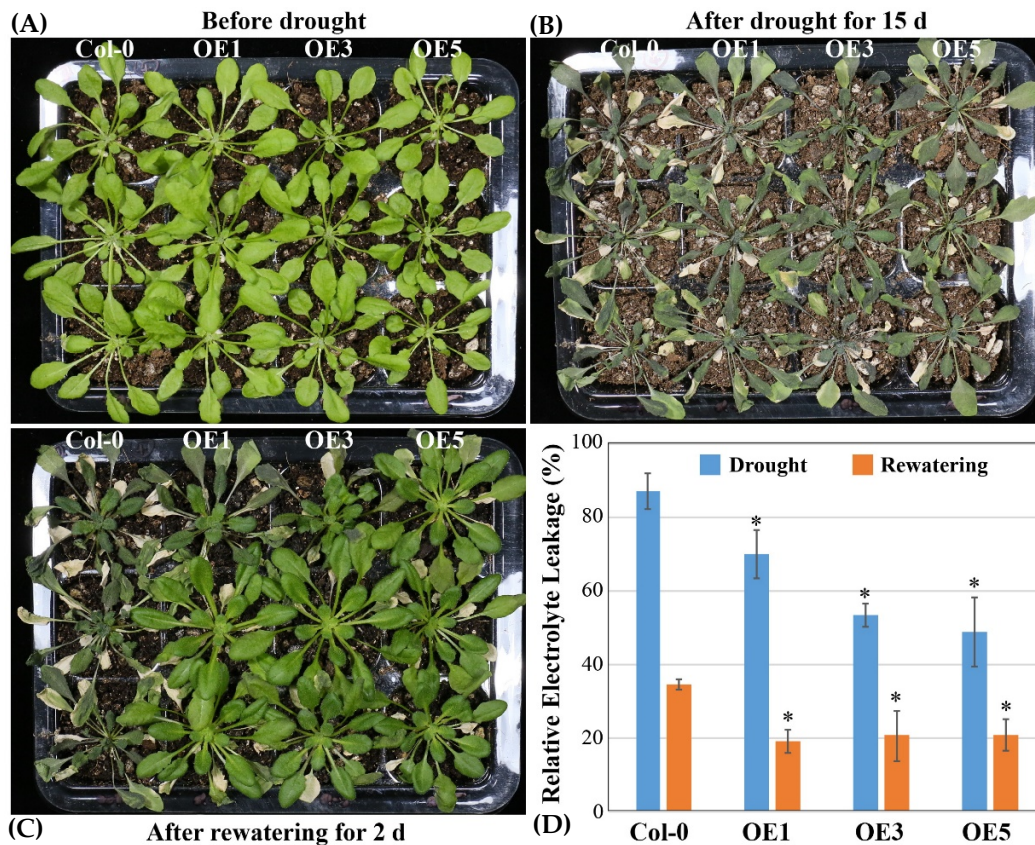 (A) Before drought
Col-0 OE1 OE3 OE5
(B) After drought for 15 d
Col-0 OE1 OE3 OE5
Col-0 OE1 OE3 OE5
(C) After rewatering for 2 d
Relative Electrolyte Leakage (%)
100
80
60
40
20
0
Drought Rewatering
*
*
*
*
*
*
Col-0 OE1 OE3 OE5
(D)